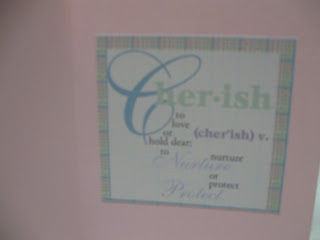 Cher·ish
to
love
or (cher'ish) v.
hold dear;
to nurture
Nurture
or
protect
Protect